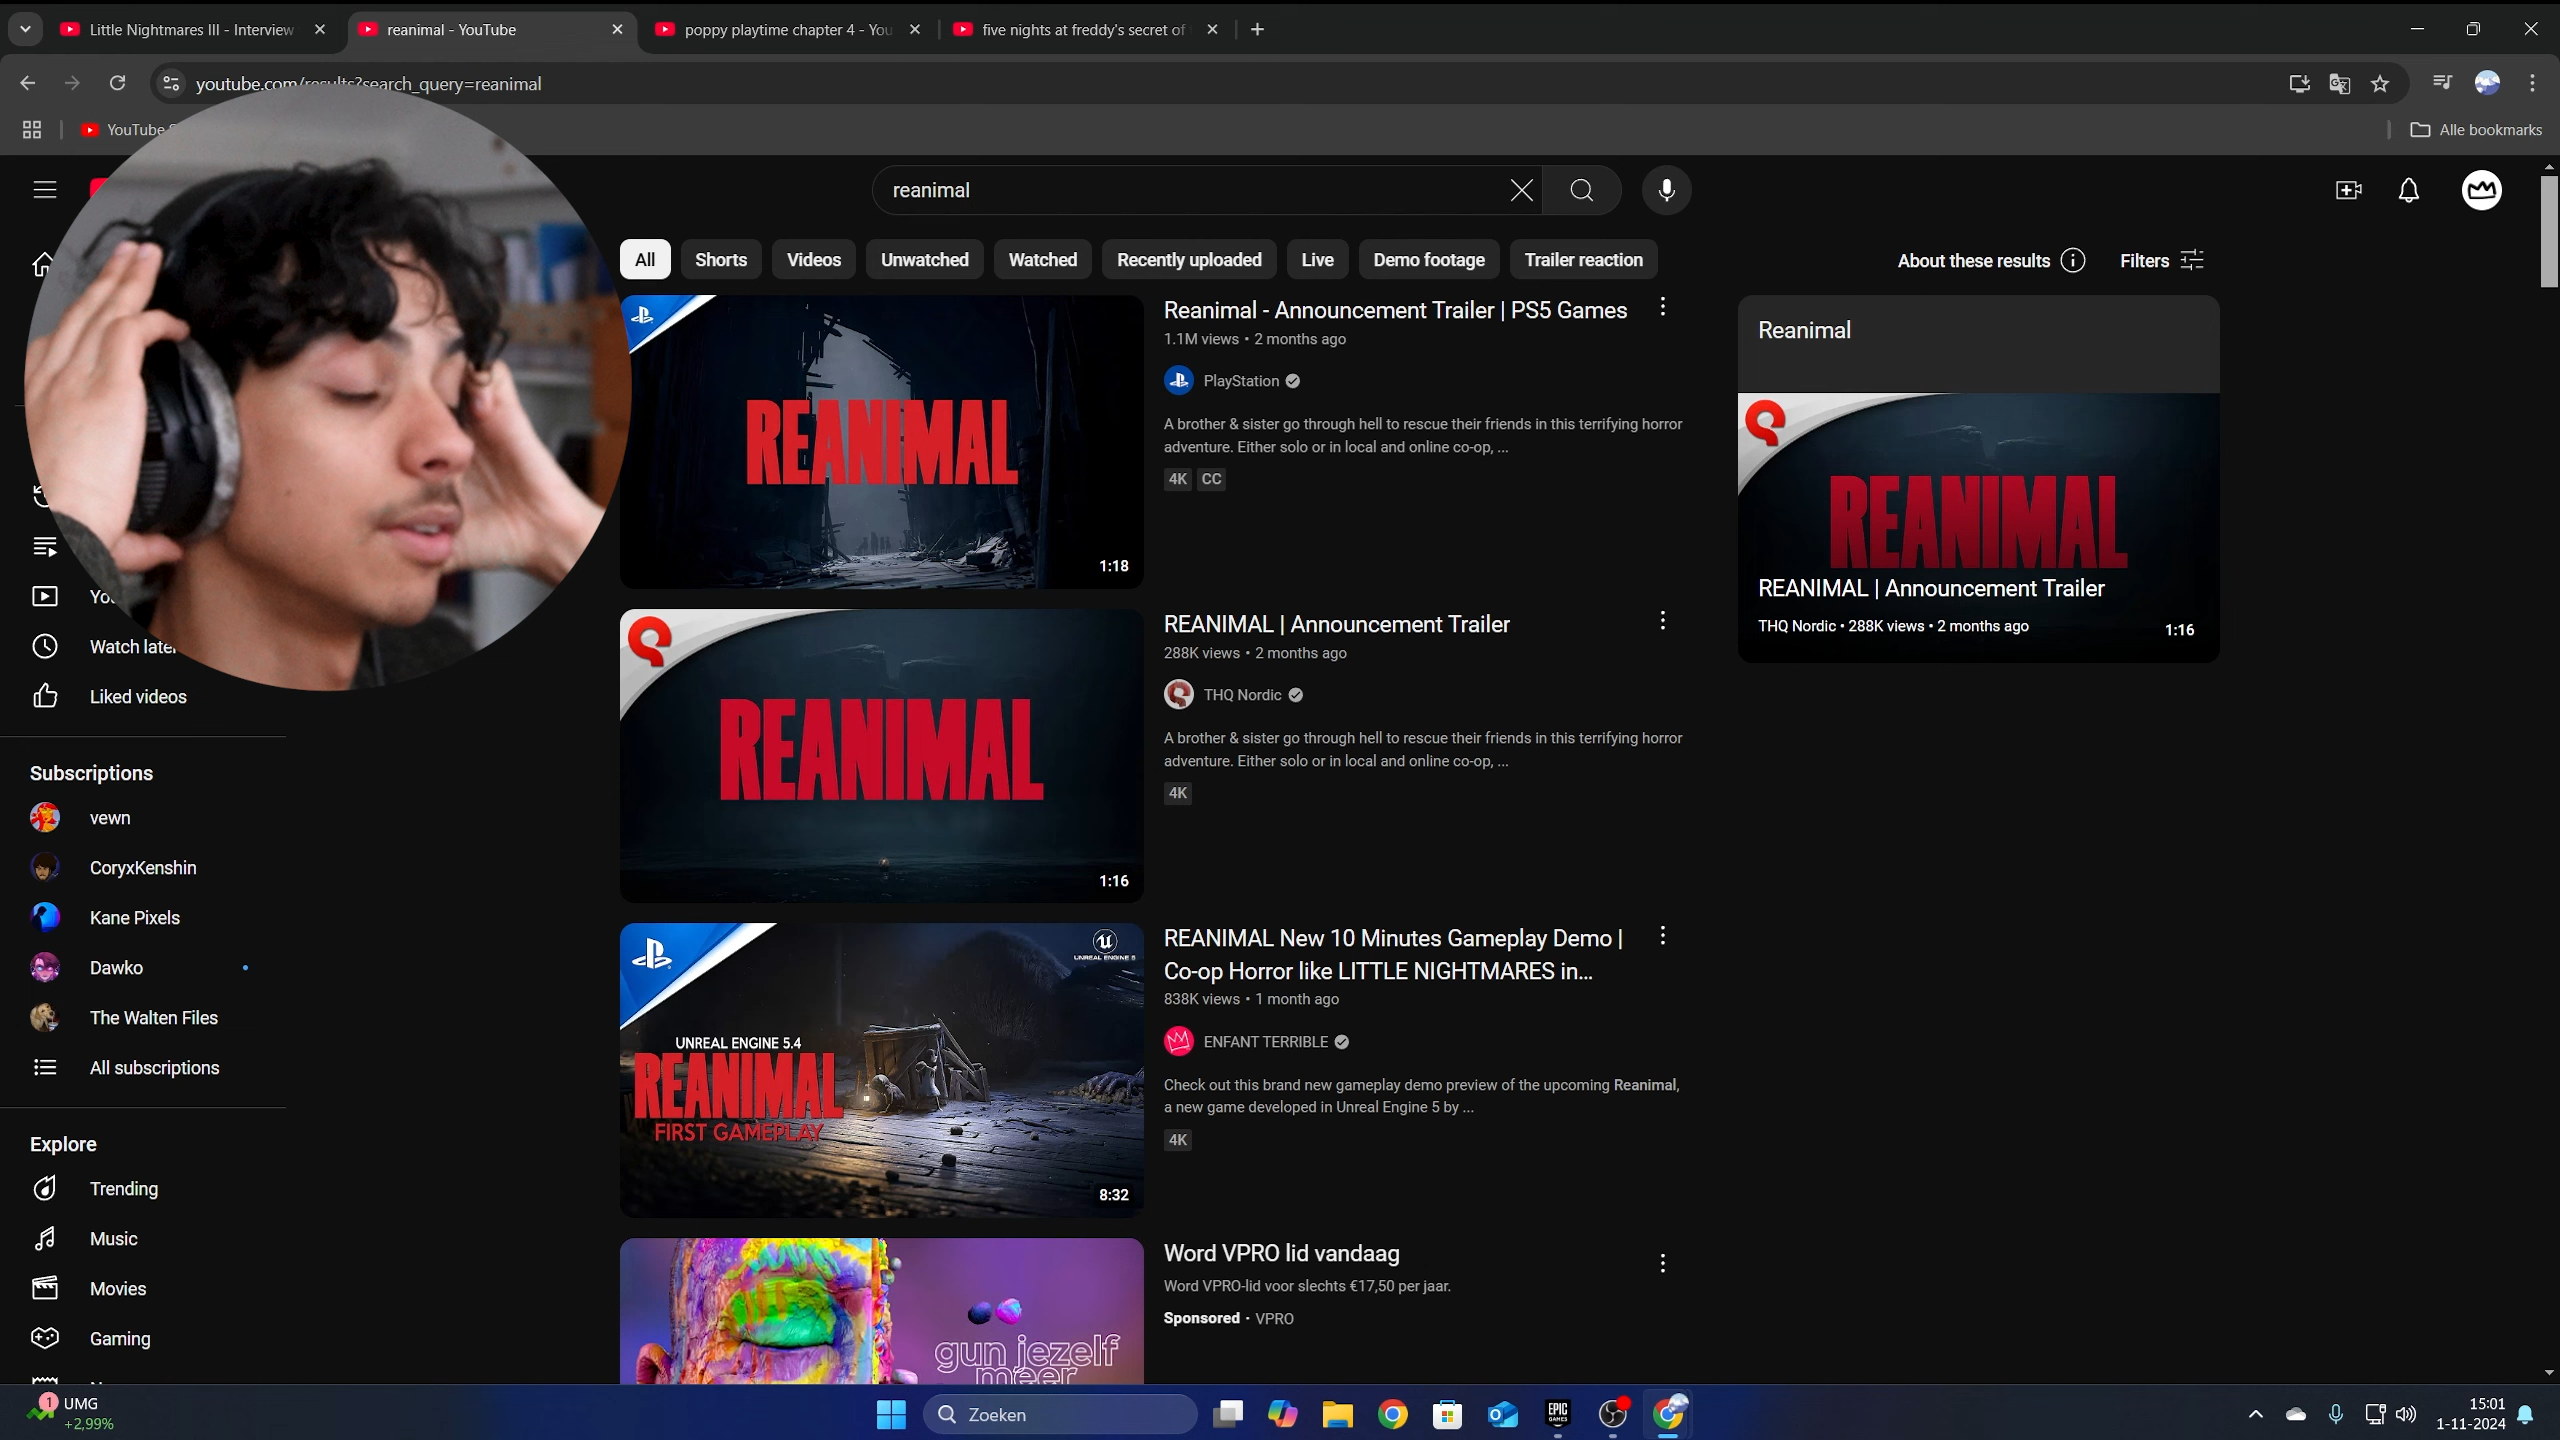 Little Nightmares III - Interview
reanimal - YouTube
poppy playtime chapter 4 - You
five nights at freddy's secret of
youtube.com/results?search_query=reanimal
YouTube
Alle bookmarks
reanimal
All
Shorts
Videos
Unwatched
Watched
Recently uploaded
Live
Demo footage
Trailer reaction
About these results
Filters
REANIMAL
1:18
Reanimal - Announcement Trailer | PS5 Games
1.1M views • 2 months ago
PlayStation
A brother & sister go through hell to rescue their friends in this terrifying horror
adventure. Either solo or in local and online co-op, ...
4K CC
Reanimal
REANIMAL
REANIMAL | Announcement Trailer
THQ Nordic • 288K views • 2 months ago
1:16
REANIMAL
1:16
REANIMAL | Announcement Trailer
288K views • 2 months ago
THQ Nordic
A brother & sister go through hell to rescue their friends in this terrifying horror
adventure. Either solo or in local and online co-op, ...
4K
UNREAL ENGINE 5
UNREAL ENGINE 5.4
REANIMAL
FIRST GAMEPLAY
8:32
REANIMAL New 10 Minutes Gameplay Demo |
Co-op Horror like LITTLE NIGHTMARES in...
838K views • 1 month ago
ENFANT TERRIBLE
Check out this brand new gameplay demo preview of the upcoming Reanimal,
a new game developed in Unreal Engine 5 by ...
4K
gun jezelf
meer
Word VPRO lid vandaag
Word VPRO-lid voor slechts €17,50 per jaar.
Sponsored · VPRO
Watch later
Liked videos
Subscriptions
vewn
CoryxKenshin
Kane Pixels
Dawko
The Walten Files
All subscriptions
Explore
Trending
Music
Movies
Gaming
1
UMG
+2,99%
Zoeken
EPIC
GAMES
15:01
1-11-2024